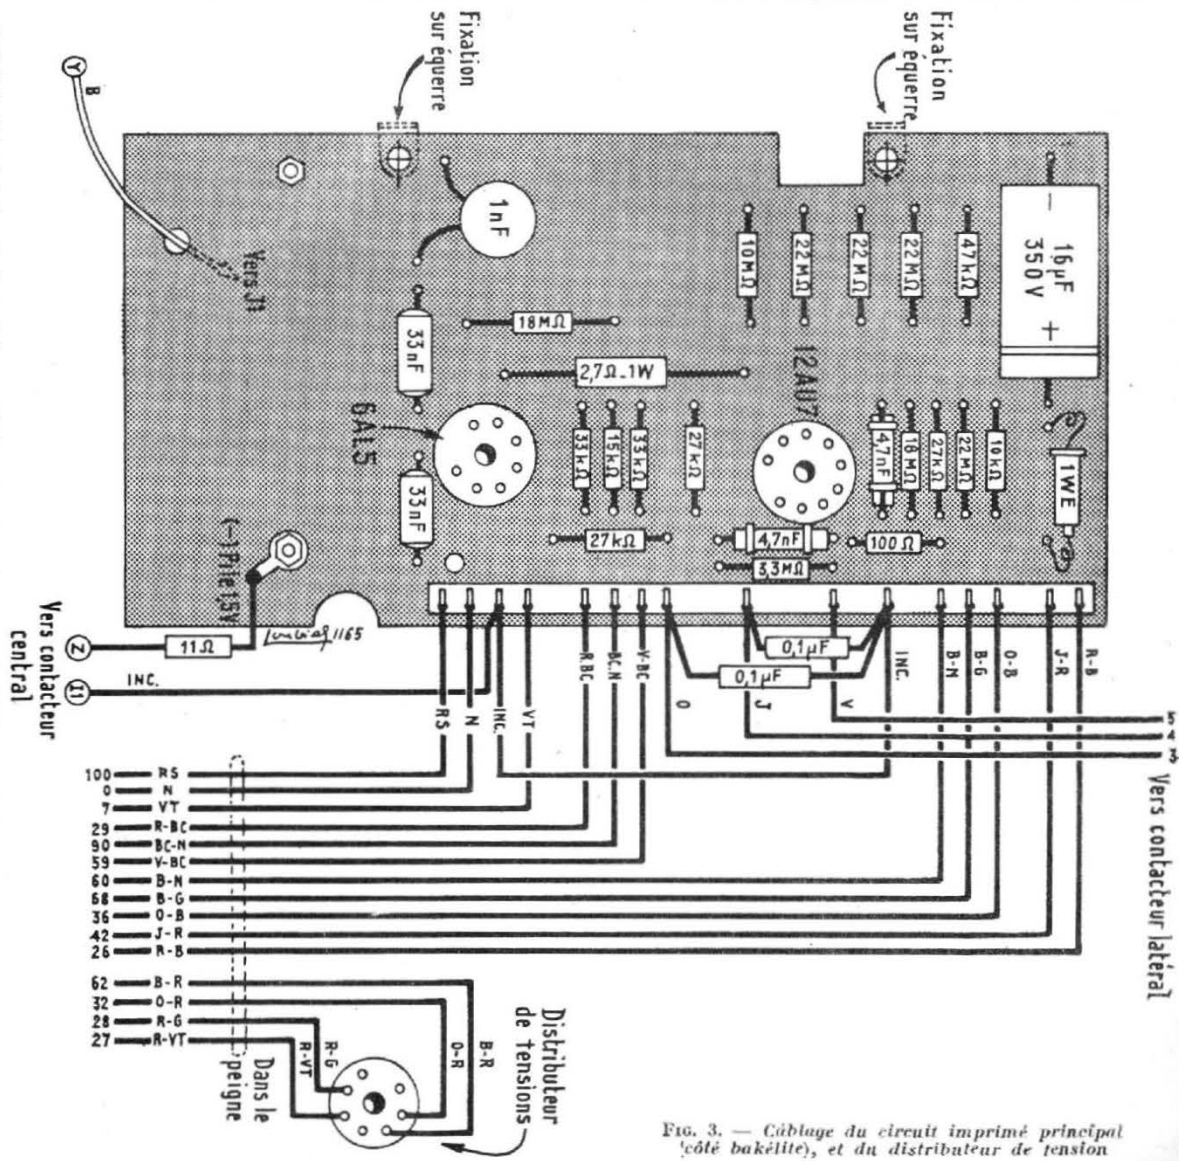 Fixation
sur équerre
Fixation
sur équerre
Y
B
Vers J1
1nF
10MΩ
22MΩ
22MΩ
22MΩ
47kΩ
16µF
350V
- +
33nF
18MΩ
2,7Ω_1W
12AU7
6AL5
33kΩ
15kΩ
33kΩ
27kΩ
4,7nF
18MΩ
27kΩ
22MΩ
10kΩ
1WE
33nF
27kΩ
4,7nF
100Ω
3,3MΩ
(-) Pile 1,5V
1165
Vers contacteur
central
Z
11Ω
I1
INC.
0,1µF
0,1µF
RS
N
INC.
VT
R.BC
BC.N
V-BC
O
J
V
INC.
B-N
B-G
O-B
J-R
R-B
5
4
3
Vers contacteur latéral
100 RS
0 N
7 VT
29 R-BC
90 BC-N
59 V-BC
60 B-N
68 B-G
36 O-B
42 J-R
26 R-B
62 B-R
32 O-R
28 R-G
27 R-VT
Dans le
peigne
R-G
R-VT
O-R
B-R
Distributeur
de tensions
FIG. 3. — Câblage du circuit imprimé principal
(côté bakélite), et du distributeur de tension